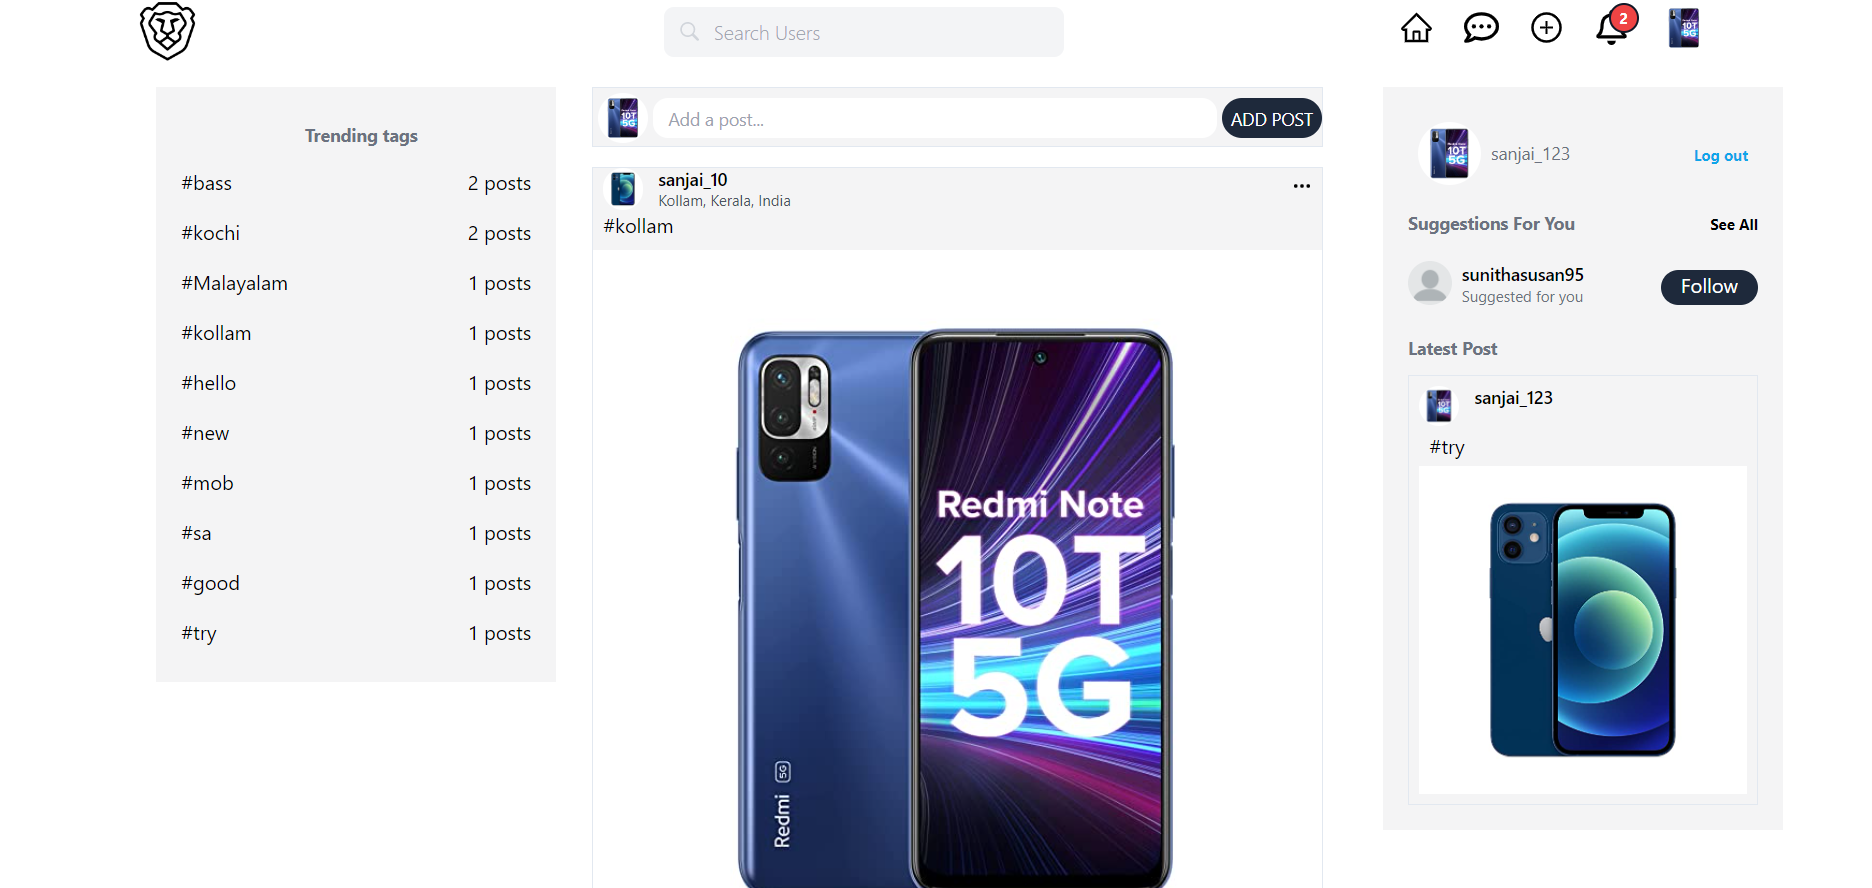 Search Users
2
Trending tags
#bass 2 posts
#kochi 2 posts
#Malayalam 1 posts
#kollam 1 posts
#hello 1 posts
#new 1 posts
#mob 1 posts
#sa 1 posts
#good 1 posts
#try 1 posts
Add a post...
ADD POST
sanjai_10
Kollam, Kerala, India
#kollam
Redmi Note
10T
5G
Redmi 5G
sanjai_123
Log out
Suggestions For You
See All
sunithasusan95
Suggested for you
Follow
Latest Post
sanjai_123
#try